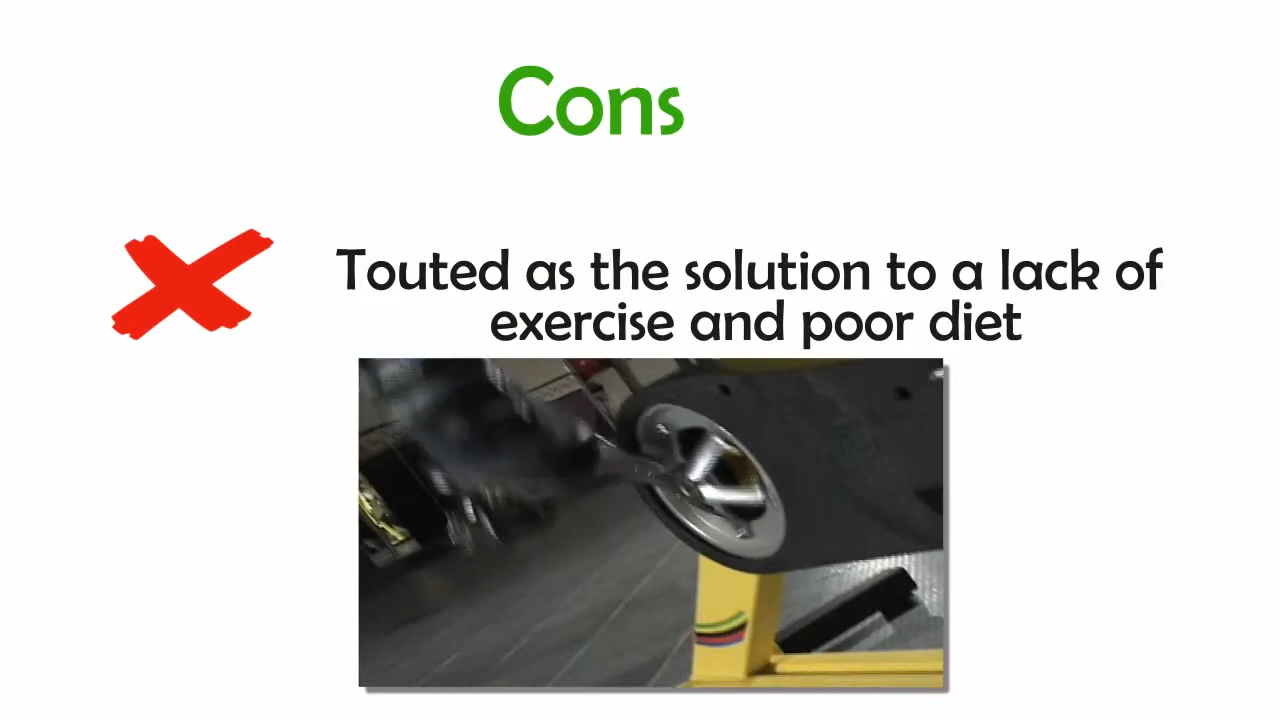 Cons
Touted as the solution to a lack of
exercise and poor diet